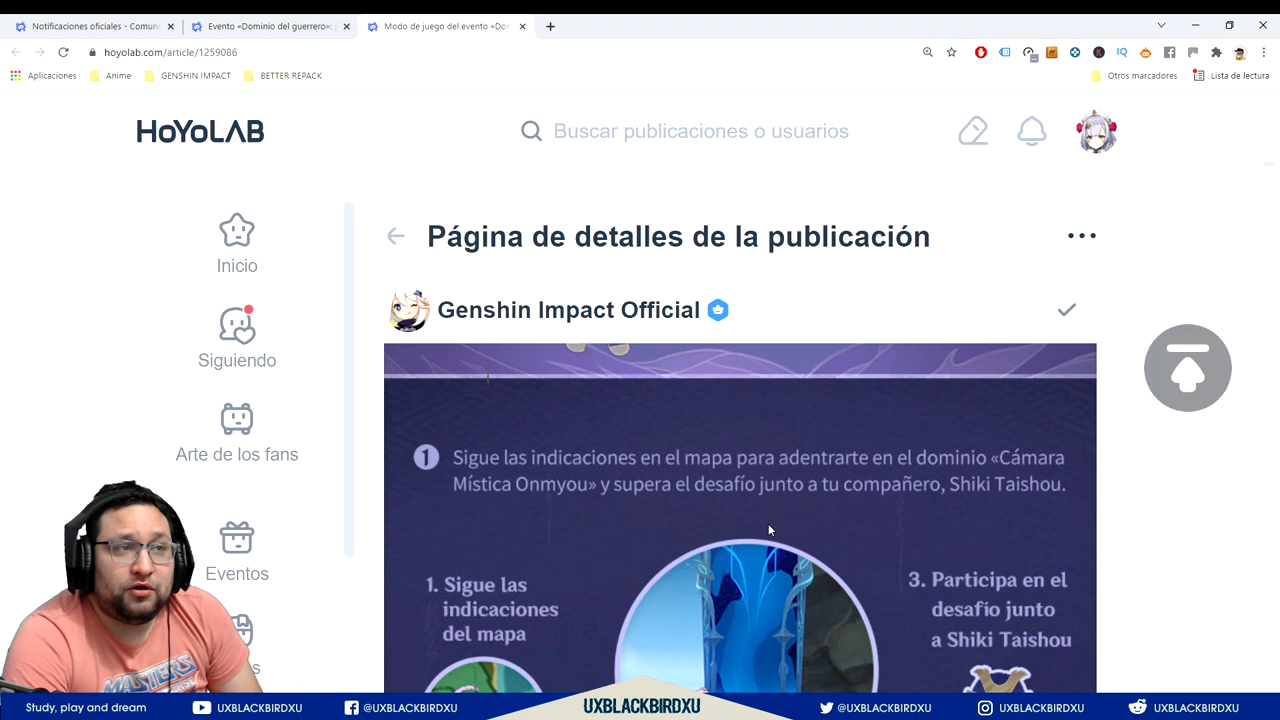 Notificaciones oficiales - Comuni
Evento «Dominio del guerrero»: p
Modo de juego del evento «Dom
hoyolab.com/article/1259086
Aplicaciones
Anime
GENSHIN IMPACT
BETTER REPACK
Otros marcadores
Lista de lectura
HoYoLAB
Buscar publicaciones o usuarios
Inicio
Siguiendo
Arte de los fans
Eventos
Página de detalles de la publicación
Genshin Impact Official
1 Sigue las indicaciones en el mapa para adentrarte en el dominio «Cámara
Mística Onmyou» y supera el desafío junto a tu compañero, Shiki Taishou.
1. Sigue las
indicaciones
del mapa
3. Participa en el
desafío junto
a Shiki Taishou
MASTERS
Study, play and dream
UXBLACKBIRDXU
@UXBLACKBIRDXU
UXBLACKBIRDXU
@UXBLACKBIRDXU
UXBLACKBIRDXU
UXBLACKBIRDXU